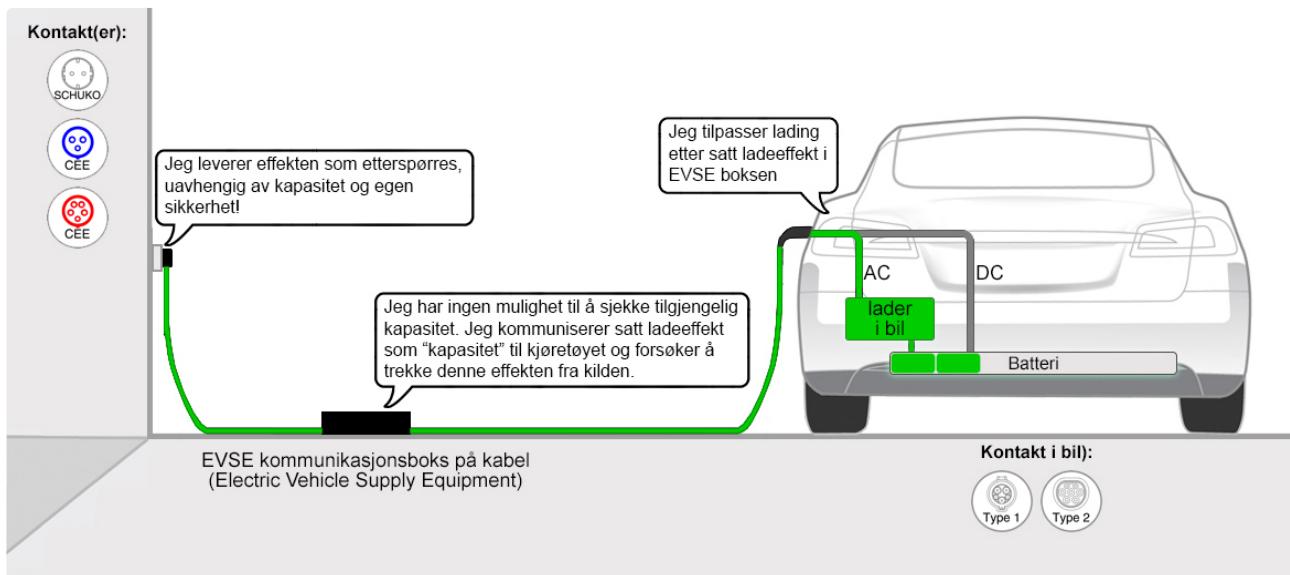 Kontakt(er):
SCHUKO
CEE
CEE
Jeg leverer effekten som etterspørres,
uavhengig av kapasitet og egen
sikkerhet!
Jeg tilpasser lading
etter satt ladeeffekt i
EVSE boksen
AC
DC
lader
i bil
Batteri
Jeg har ingen mulighet til å sjekke tilgjengelig
kapasitet. Jeg kommuniserer satt ladeeffekt
som “kapasitet” til kjøretøyet og forsøker å
trekke denne effekten fra kilden.
EVSE kommunikasjonsboks på kabel
(Electric Vehicle Supply Equipment)
Kontakt i bil):
Type 1
Type 2